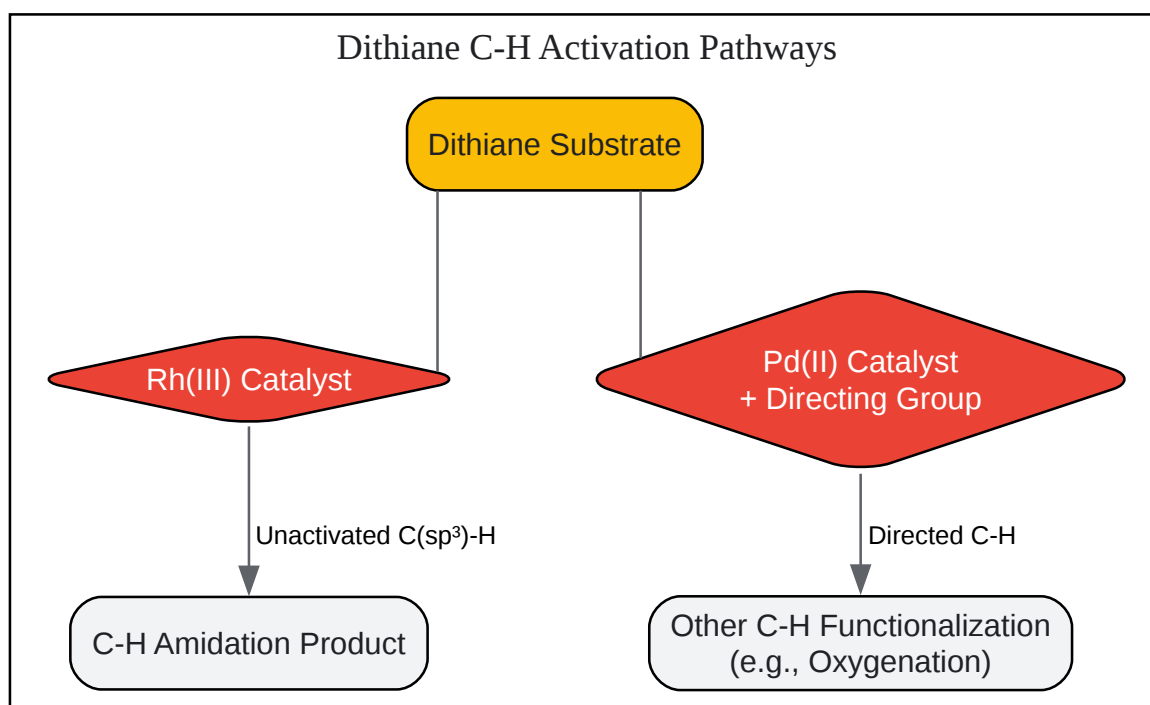 Dithiane C-H Activation Pathways
Dithiane Substrate
Rh(III) Catalyst
Pd(II) Catalyst
+ Directing Group
Unactivated C(sp³)-H
Directed C-H
C-H Amidation Product
Other C-H Functionalization
(e.g., Oxygenation)